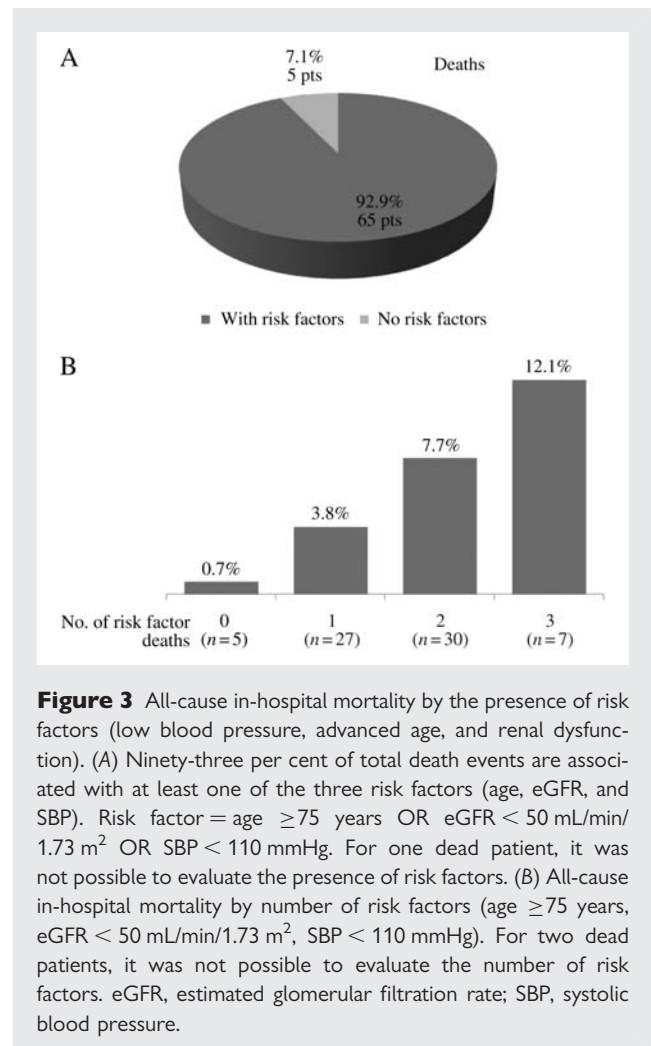 A
7.1%
5 pts
Deaths
92.9%
65 pts
With risk factors No risk factors
B
12.1%
7.7%
3.8%
0.7%
No. of risk factor 0 1 2 3
deaths (n=5) (n=27) (n=30) (n=7)
Figure 3 All-cause in-hospital mortality by the presence of risk
factors (low blood pressure, advanced age, and renal dysfunc-
tion). (A) Ninety-three per cent of total death events are associ-
ated with at least one of the three risk factors (age, eGFR, and
SBP). Risk factor = age ≥75 years OR eGFR < 50 mL/min/
1.73 m² OR SBP < 110 mmHg. For one dead patient, it was
not possible to evaluate the presence of risk factors. (B) All-cause
in-hospital mortality by number of risk factors (age ≥75 years,
eGFR < 50 mL/min/1.73 m², SBP < 110 mmHg). For two dead
patients, it was not possible to evaluate the number of risk
factors. eGFR, estimated glomerular filtration rate; SBP, systolic
blood pressure.